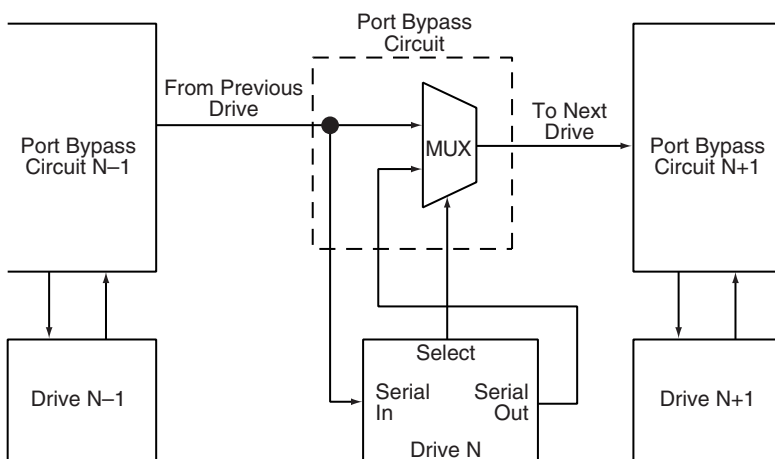 Port Bypass
Circuit
From Previous
Drive
To Next
Drive
Port Bypass
Circuit N–1
MUX
Port Bypass
Circuit N+1
Select
Serial
In
Serial
Out
Drive N–1
Drive N
Drive N+1